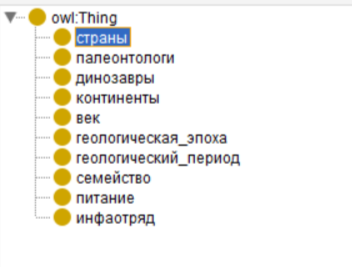 owl:Thing
страны
палеонтологи
динозавры
континенты
век
геологическая_эпоха
геологический_период
семейство
питание
инфаотряд